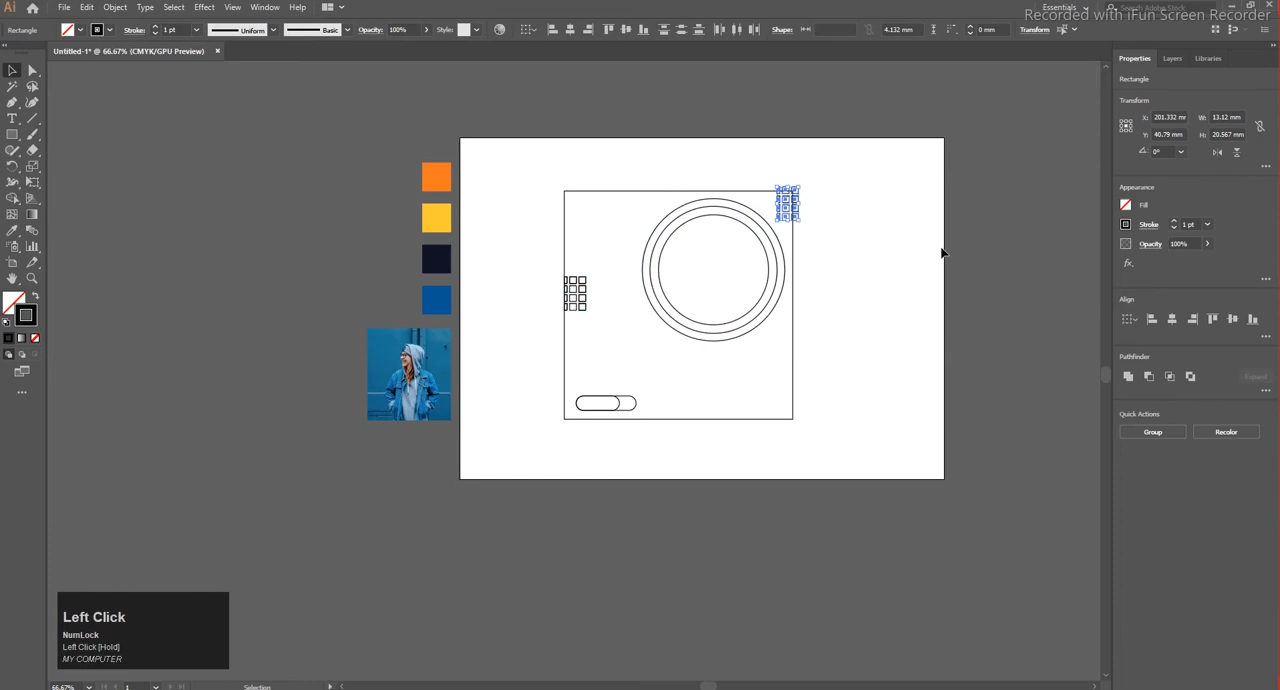 Ai File Edit Object Type Select Effect View Window Help Essentials Search Adobe Stock
Recorded with iFun Screen Recorder
Rectangle Stroke: 1 pt Uniform Basic Opacity: 100% Style: Shape: 4.132 mm 0 mm Transform
Untitled-1* @ 66.67% (CMYK/GPU Preview) ×
Properties Layers Libraries
Rectangle
Transform
X: 201.332 mm W: 13.12 mm
Y: 40.79 mm H: 20.567 mm
0°
Appearance
Fill
Stroke 1 pt
Opacity 100%
fx.
Align
Pathfinder
Expand
Quick Actions
Group Recolor
T
Left Click
NumLock
Left Click [Hold]
MY COMPUTER
66.67% 1 Selection